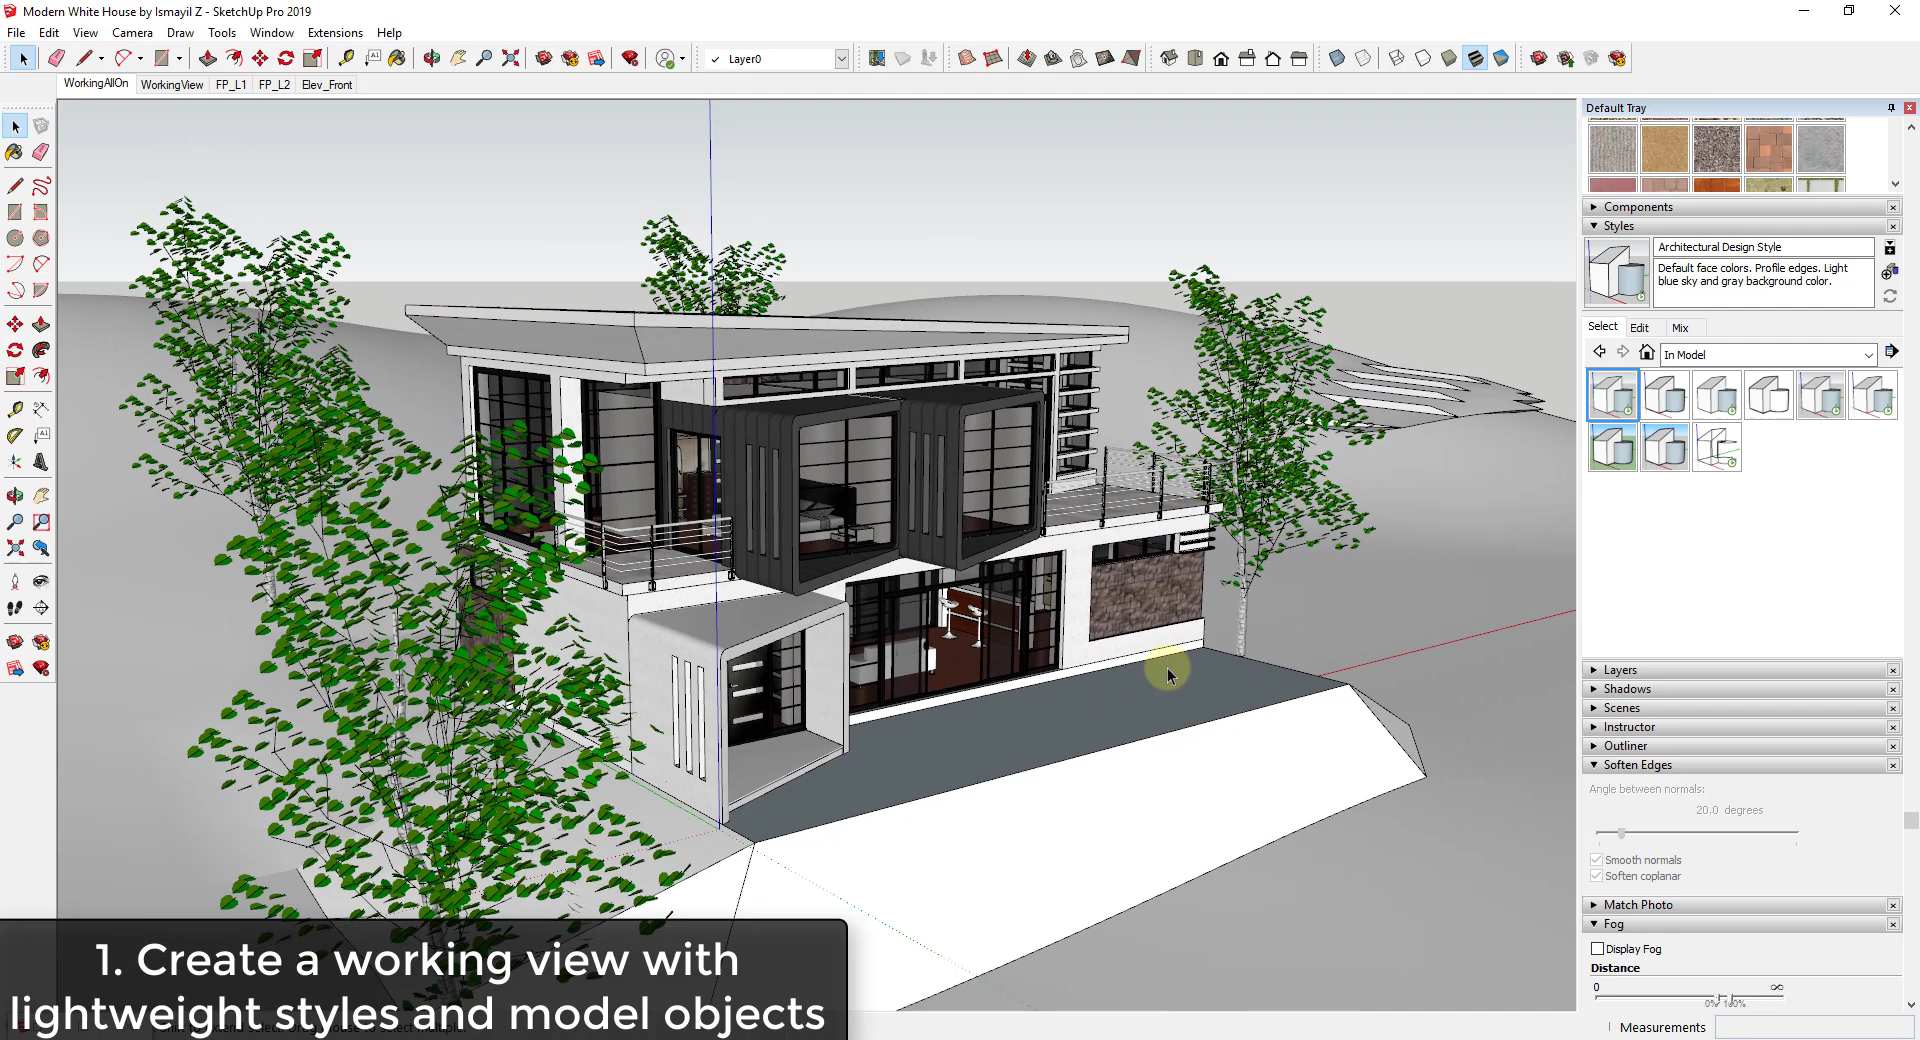 Modern White House by Ismayil Z - SketchUp Pro 2019
File Edit View Camera Draw Tools Window Extensions Help
Layer0
WorkingAllOn WorkingView FP_L1 FP_L2 Elev_Front
Default Tray
Components
Styles
Architectural Design Style
Default face colors. Profile edges. Light
blue sky and gray background color.
Select Edit Mix
In Model
Layers
Shadows
Scenes
Instructor
Outliner
Soften Edges
Angle between normals:
20.0 degrees
Smooth normals
Soften coplanar
Match Photo
Fog
Display Fog
Distance
0 ∞
0% 100%
1. Create a working view with
lightweight styles and model objects
Measurements